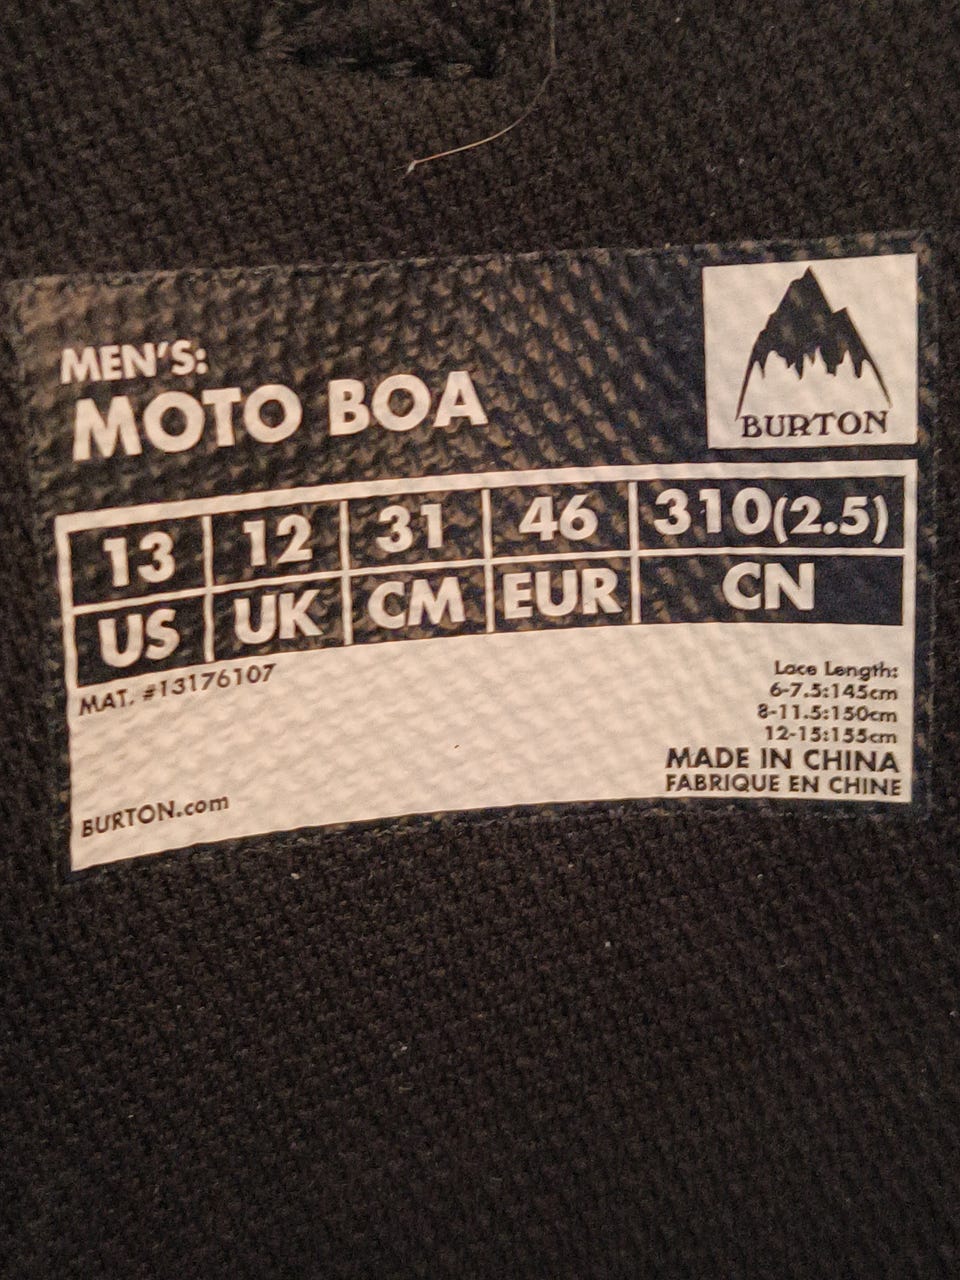 MEN'S:
MOTO BOA
BURTON
13 12 31 46 310(2.5)
US UK CM EUR CN
MAT. #13176107
Lace Length:
6-7.5:145cm
8-11.5:150cm
12-15:155cm
MADE IN CHINA
FABRIQUE EN CHINE
BURTON.com